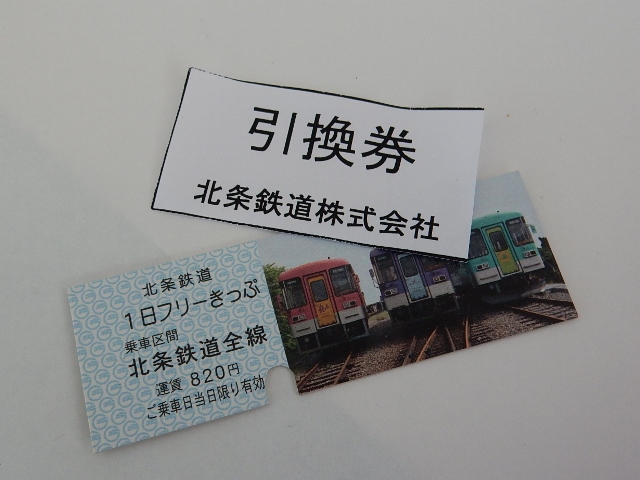 引換券
北条鉄道株式会社
北条鉄道
1日フリーきっぷ
乗車区間
北条鉄道全線
運賃 820円
ご乗車日当日限り有効